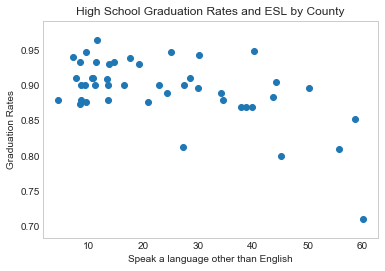 High School Graduation Rates and ESL by County
Graduation Rates
0.95
0.90
0.85
0.80
0.75
0.70
10 20 30 40 50 60
Speak a language other than English